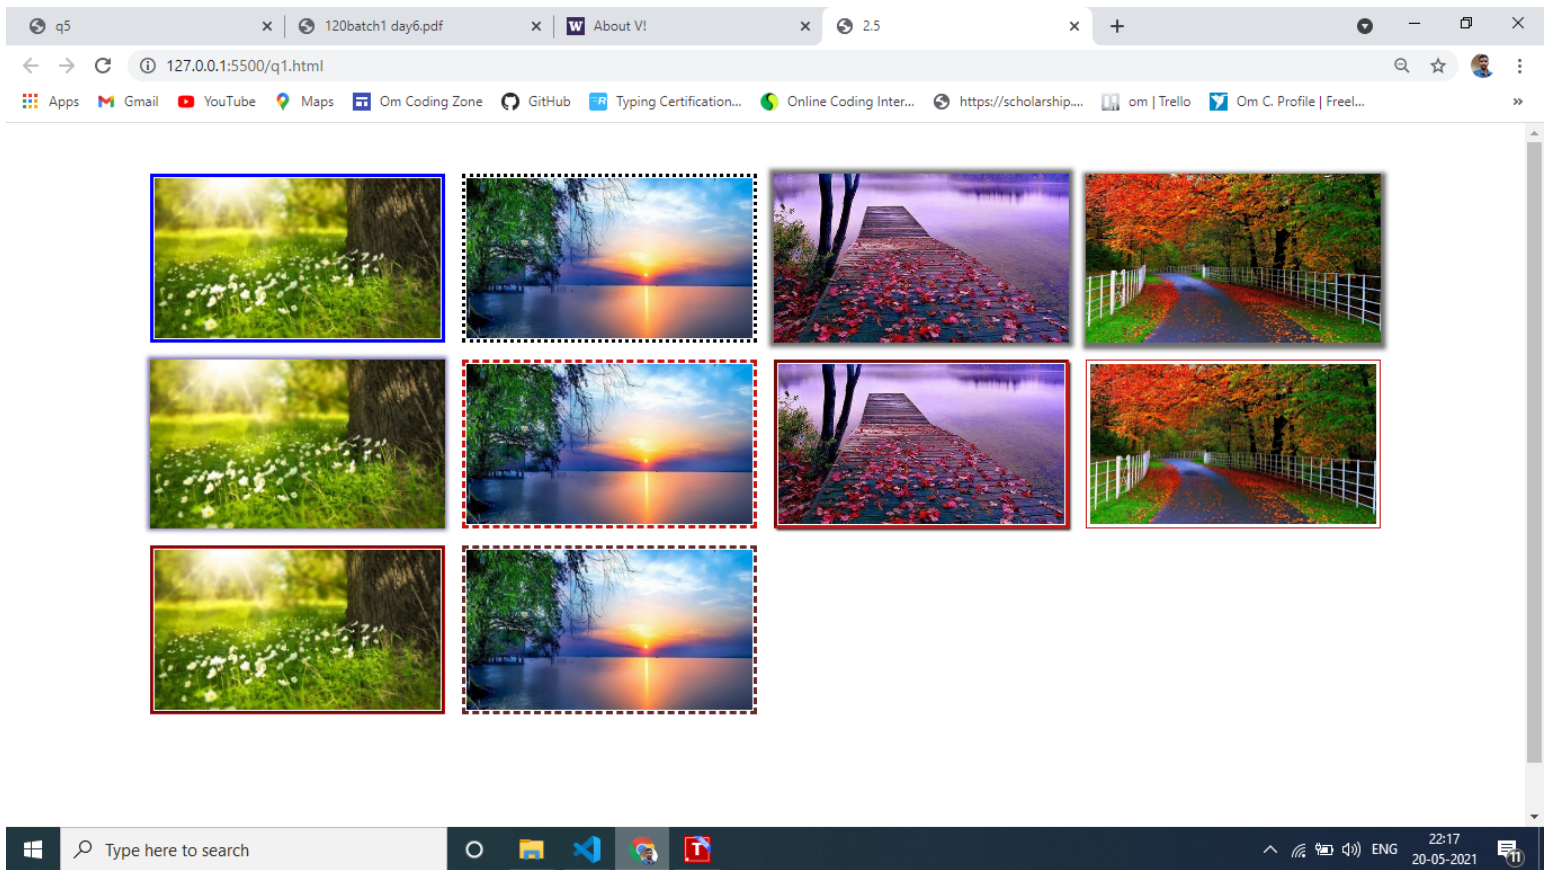 q5
120batch1 day6.pdf
W About V!
2.5
127.0.0.1:5500/q1.html
Apps Gmail YouTube Maps Om Coding Zone GitHub Typing Certification... Online Coding Inter... https://scholarship.... om | Trello Om C. Profile | Freel... »
Type here to search
T
ENG
22:17
20-05-2021
11